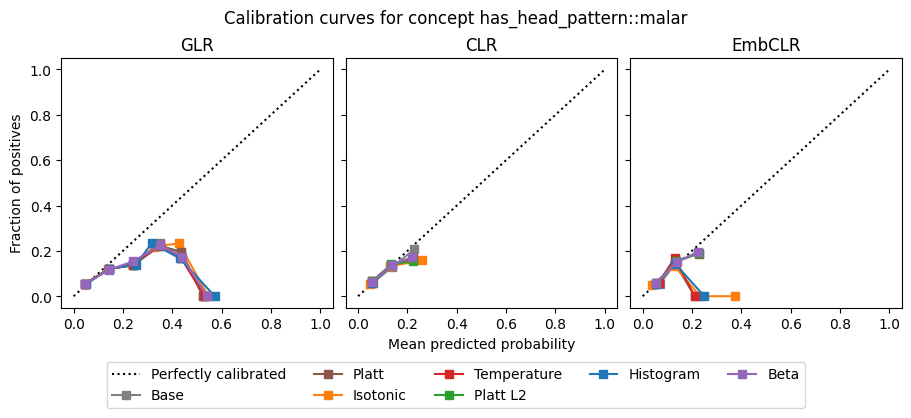 Calibration curves for concept has_head_pattern::malar
GLR
CLR
EmbCLR
1.0
0.8
0.6
0.4
0.2
0.0
Fraction of positives
0.0 0.2 0.4 0.6 0.8 1.0
0.0 0.2 0.4 0.6 0.8 1.0
0.0 0.2 0.4 0.6 0.8 1.0
Mean predicted probability
Perfectly calibrated Platt Temperature Histogram Beta
Base Isotonic Platt L2